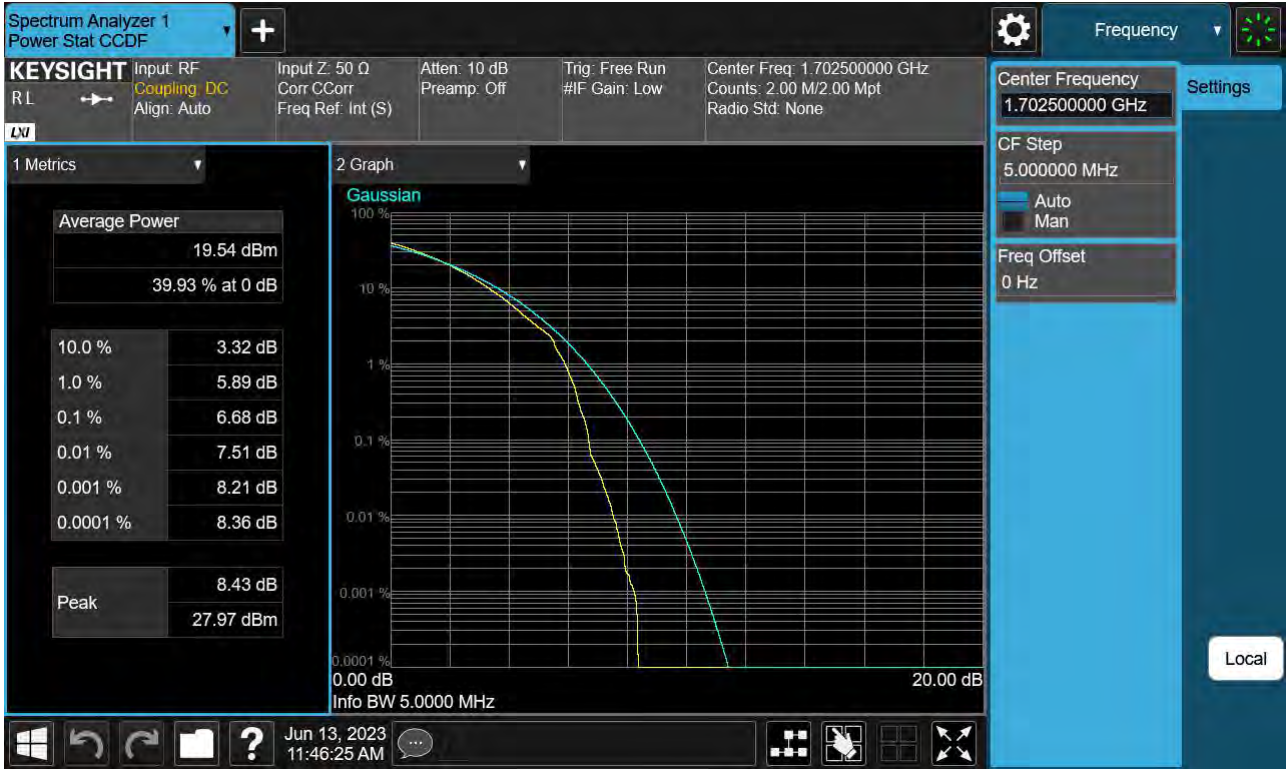 Spectrum Analyzer 1
Power Stat CCDF
Frequency
KEYSIGHT
RL
LXI
Input: RF
Coupling: DC
Align: Auto
Input Z: 50 Ω
Corr CCorr
Freq Ref: Int (S)
Atten: 10 dB
Preamp: Off
Trig: Free Run
#IF Gain: Low
Center Freq: 1.702500000 GHz
Counts: 2.00 M/2.00 Mpt
Radio Std: None
Center Frequency
1.702500000 GHz
Settings
CF Step
5.000000 MHz
Auto
Man
Freq Offset
0 Hz
1 Metrics
Average Power
19.54 dBm
39.93 % at 0 dB
10.0 % 3.32 dB
1.0 % 5.89 dB
0.1 % 6.68 dB
0.01 % 7.51 dB
0.001 % 8.21 dB
0.0001 % 8.36 dB
Peak
8.43 dB
27.97 dBm
2 Graph
Gaussian
100 %
10 %
1 %
0.1 %
0.01 %
0.001 %
0.0001 %
0.00 dB 20.00 dB
Info BW 5.0000 MHz
Local
?
Jun 13, 2023
11:46:25 AM